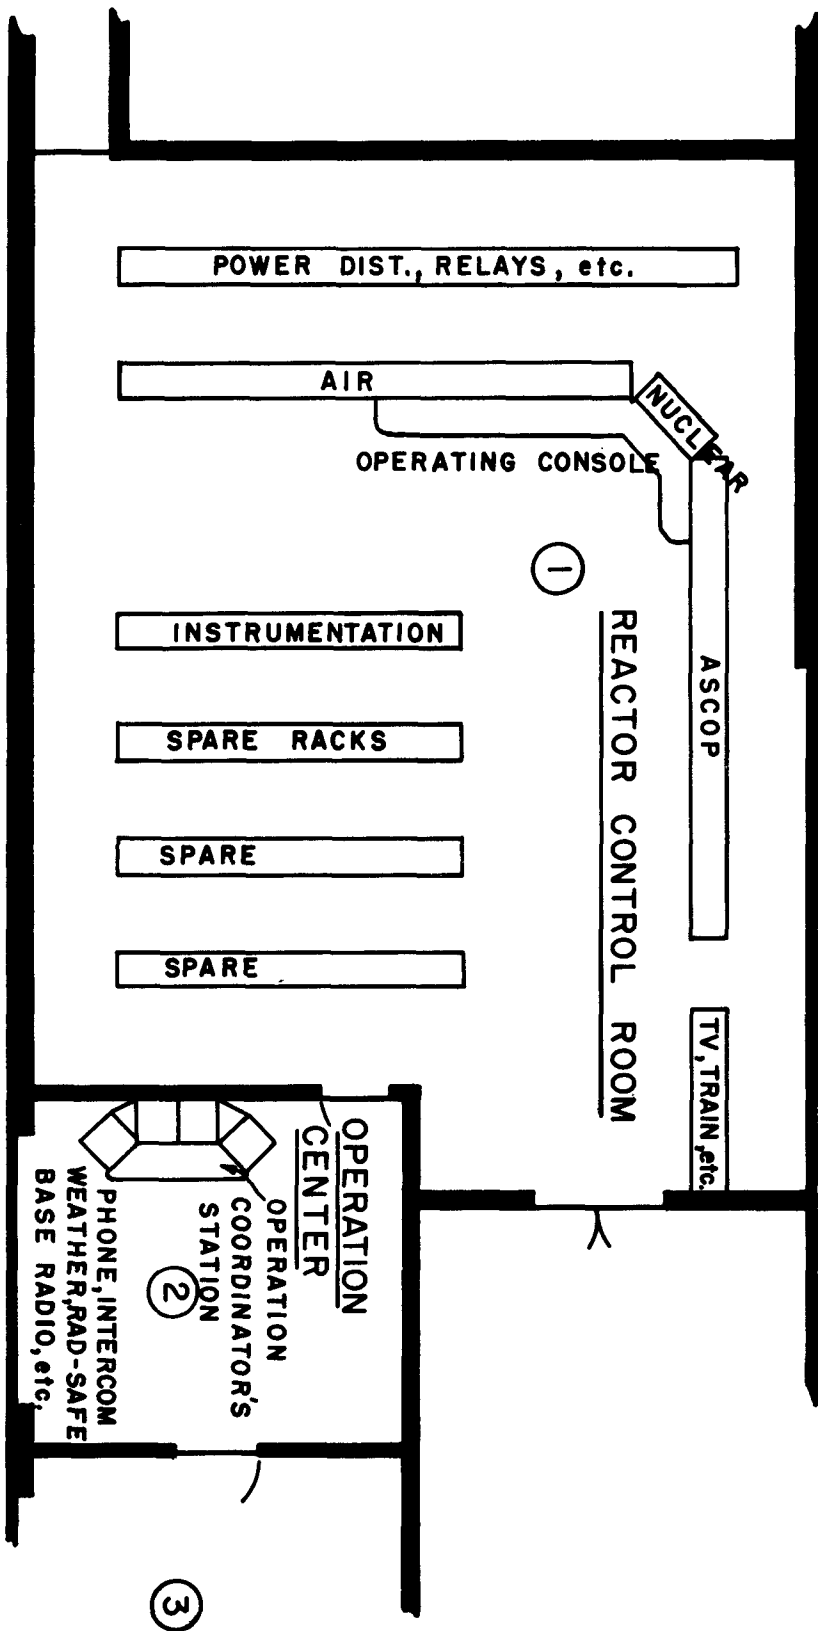 POWER DIST., RELAYS, etc.
AIR
NUCLEAR
OPERATING CONSOLE
ASCOP
1
REACTOR CONTROL ROOM
INSTRUMENTATION
SPARE RACKS
SPARE
SPARE
TV, TRAIN, etc.
OPERATION
CENTER
OPERATION
COORDINATOR'S
STATION
2
PHONE, INTERCOM
WEATHER, RAD-SAFE
BASE RADIO, etc.
3